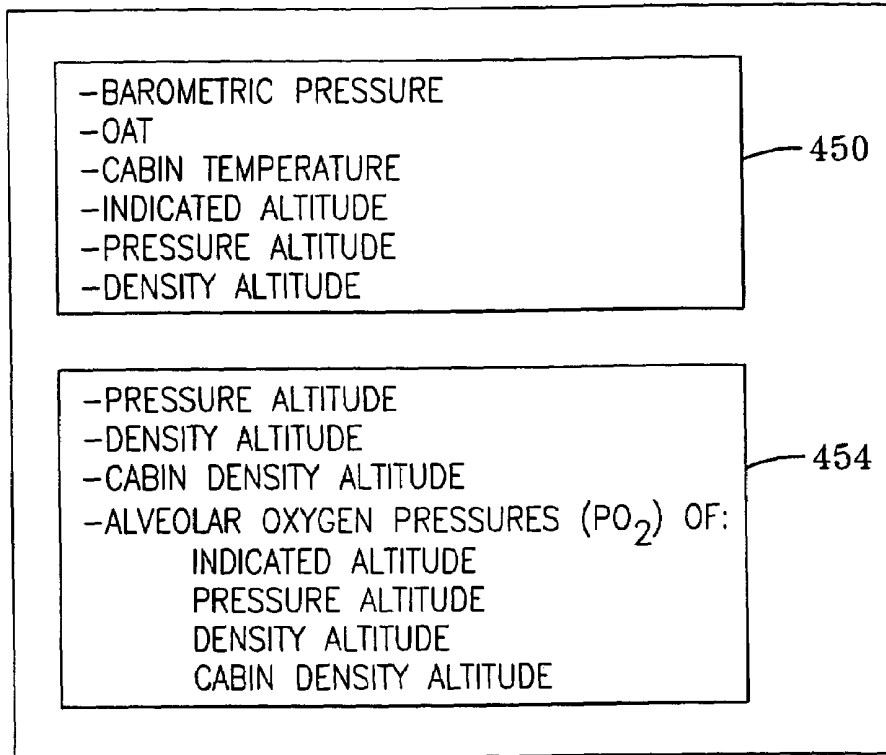 -BAROMETRIC PRESSURE
-OAT
-CABIN TEMPERATURE
-INDICATED ALTITUDE
-PRESSURE ALTITUDE
-DENSITY ALTITUDE
450
-PRESSURE ALTITUDE
-DENSITY ALTITUDE
-CABIN DENSITY ALTITUDE
-ALVEOLAR OXYGEN PRESSURES (PO₂) OF:
INDICATED ALTITUDE
PRESSURE ALTITUDE
DENSITY ALTITUDE
CABIN DENSITY ALTITUDE
454